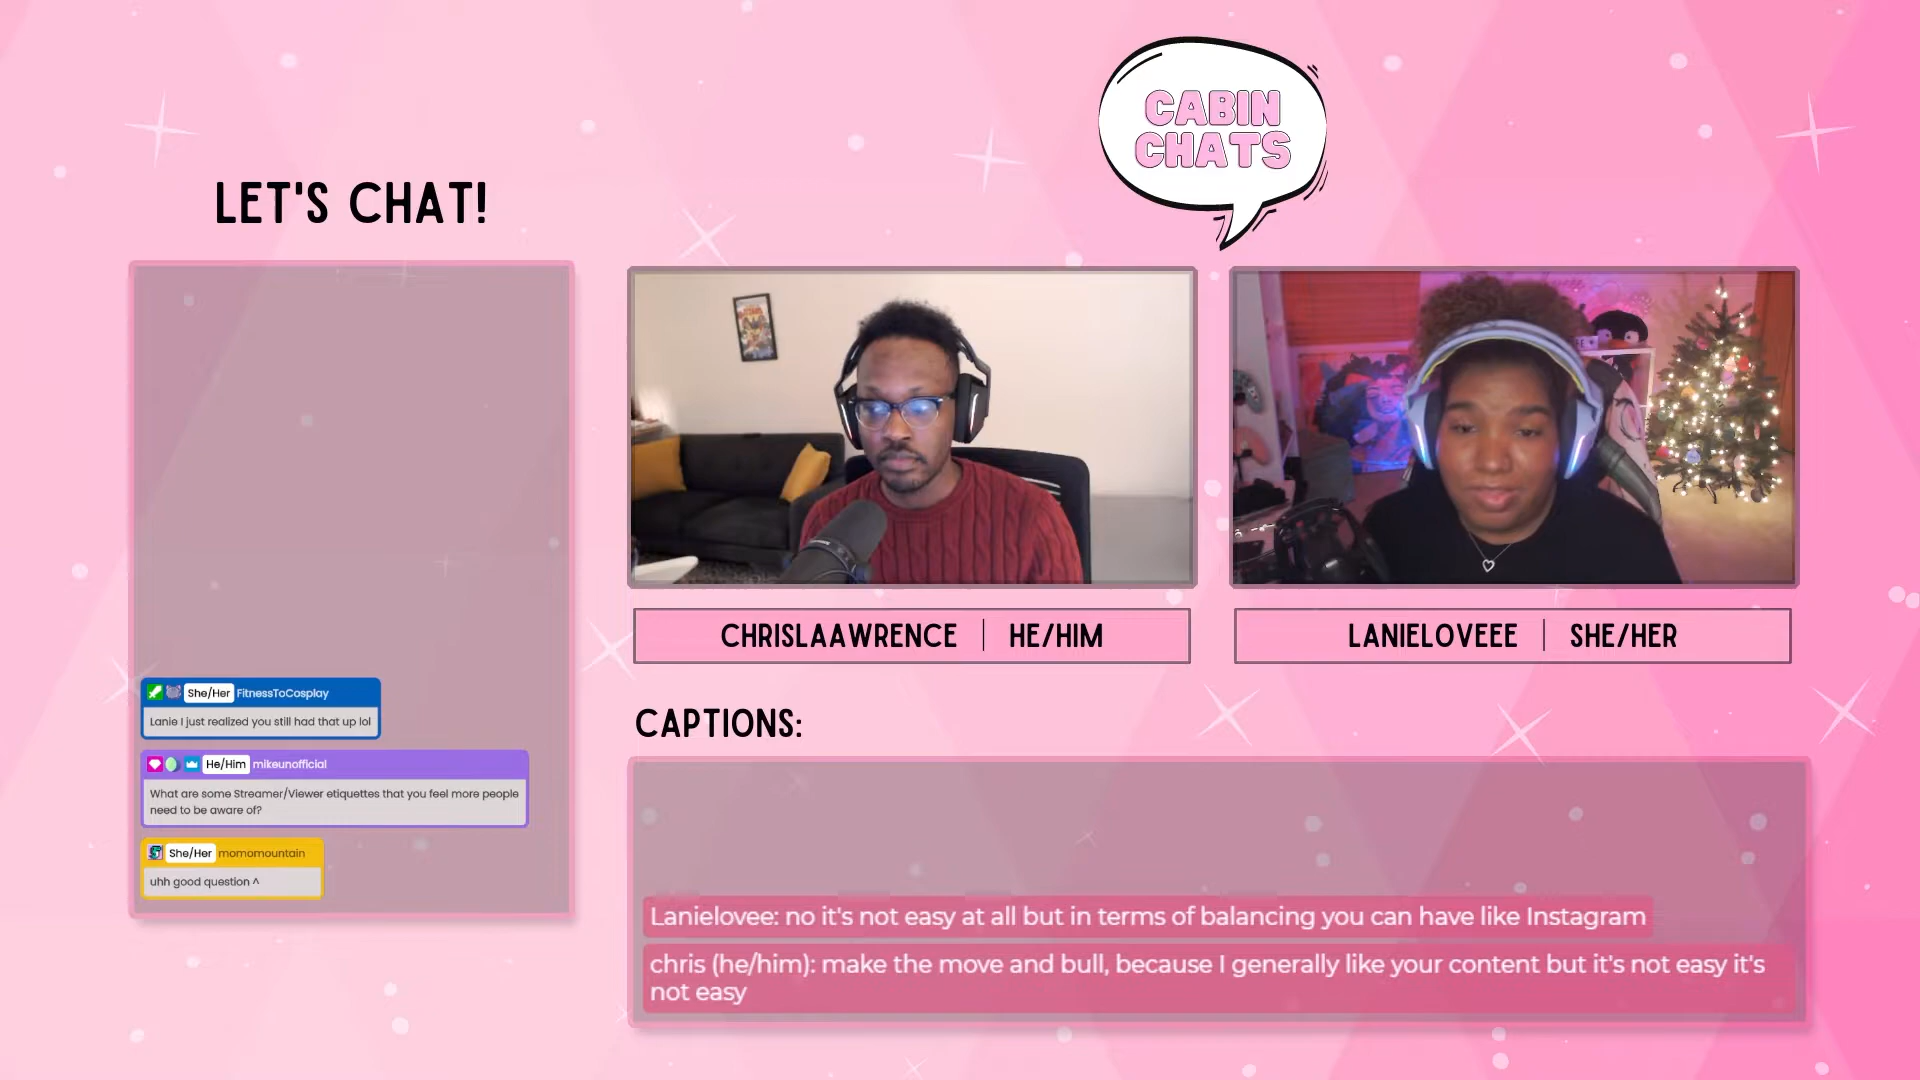 CABIN
CHATS
LET'S CHAT!
CHRISLAAWRENCE | HE/HIM
LANIELOVEEE | SHE/HER
She/Her FitnessToCosplay
Lanie I just realized you still had that up lol
He/Him mikeunofficial
What are some Streamer/Viewer etiquettes that you feel more people
need to be aware of?
She/Her momomountain
uhh good question ^
CAPTIONS:
Lanielovee: no it's not easy at all but in terms of balancing you can have like Instagram
chris (he/him): make the move and bull, because I generally like your content but it's not easy it's
not easy